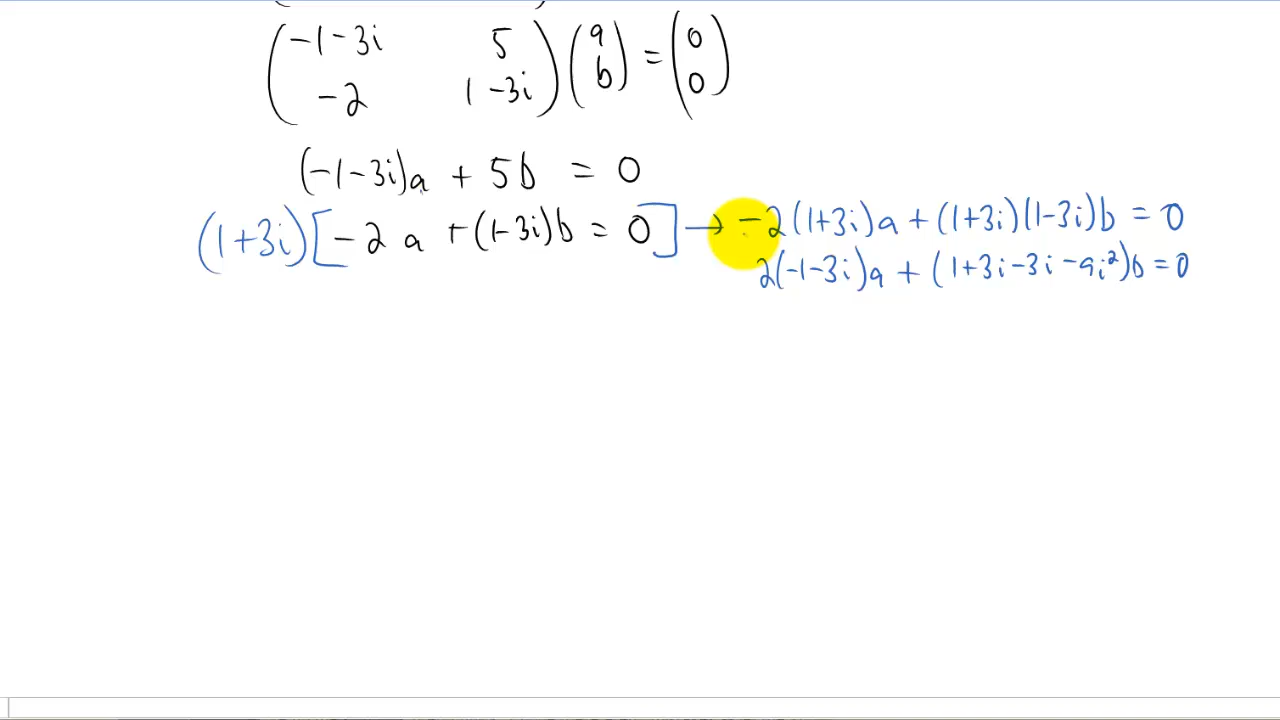 (-1-3i 5) (a) = (0)
(-2 1-3i) (b) (0)
(-1-3i)a + 5b = 0
(1+3i)[-2a + (1-3i)b = 0] → -2(1+3i)a + (1+3i)(1-3i)b = 0
2(-1-3i)a + (1+3i-3i-9i²)b = 0